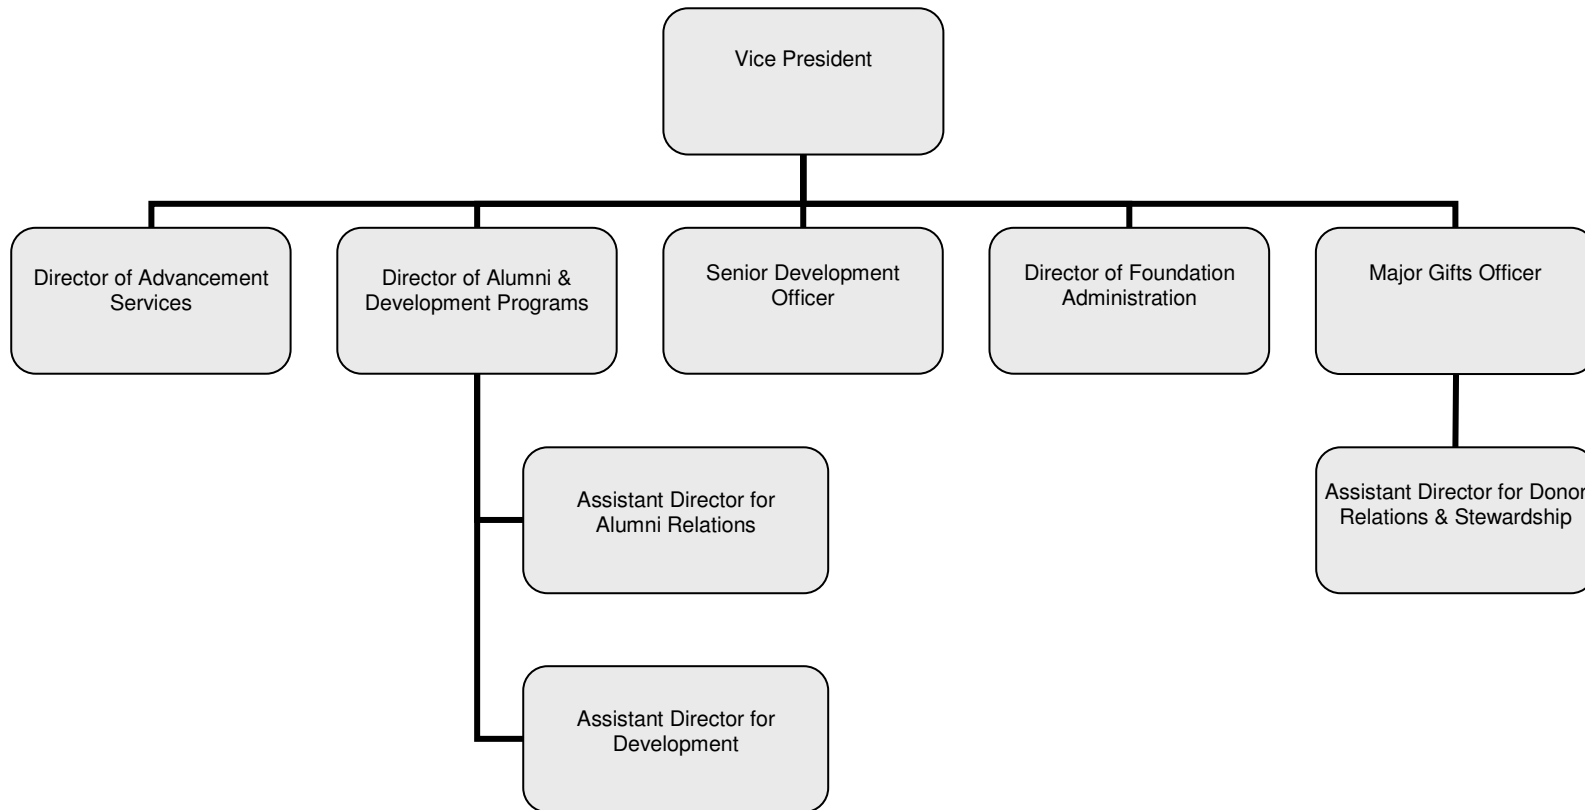 Vice President
Director of Advancement
Services
Director of Alumni &
Development Programs
Senior Development
Officer
Director of Foundation
Administration
Major Gifts Officer
Assistant Director for
Alumni Relations
Assistant Director for Donor
Relations & Stewardship
Assistant Director for
Development